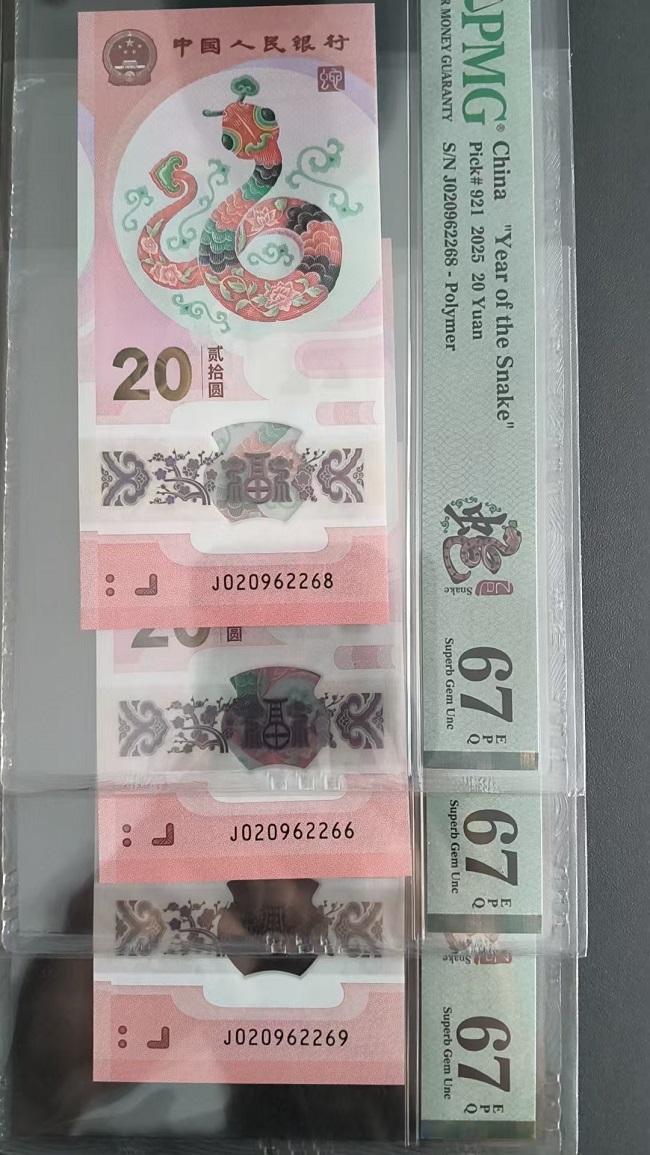 中国人民银行
20
贰拾圆
J020962268
PMG®
R MONEY GUARANTY
China "Year of the Snake"
Pick# 921 2025 20 Yuan
S/N J020962268 - Polymer
Snake
67 EPQ
Superb Gem Unc
20
圆
J020962266
67 EPQ
Superb Gem Unc
J020962269
Snake
67 EPQ
Superb Gem Unc